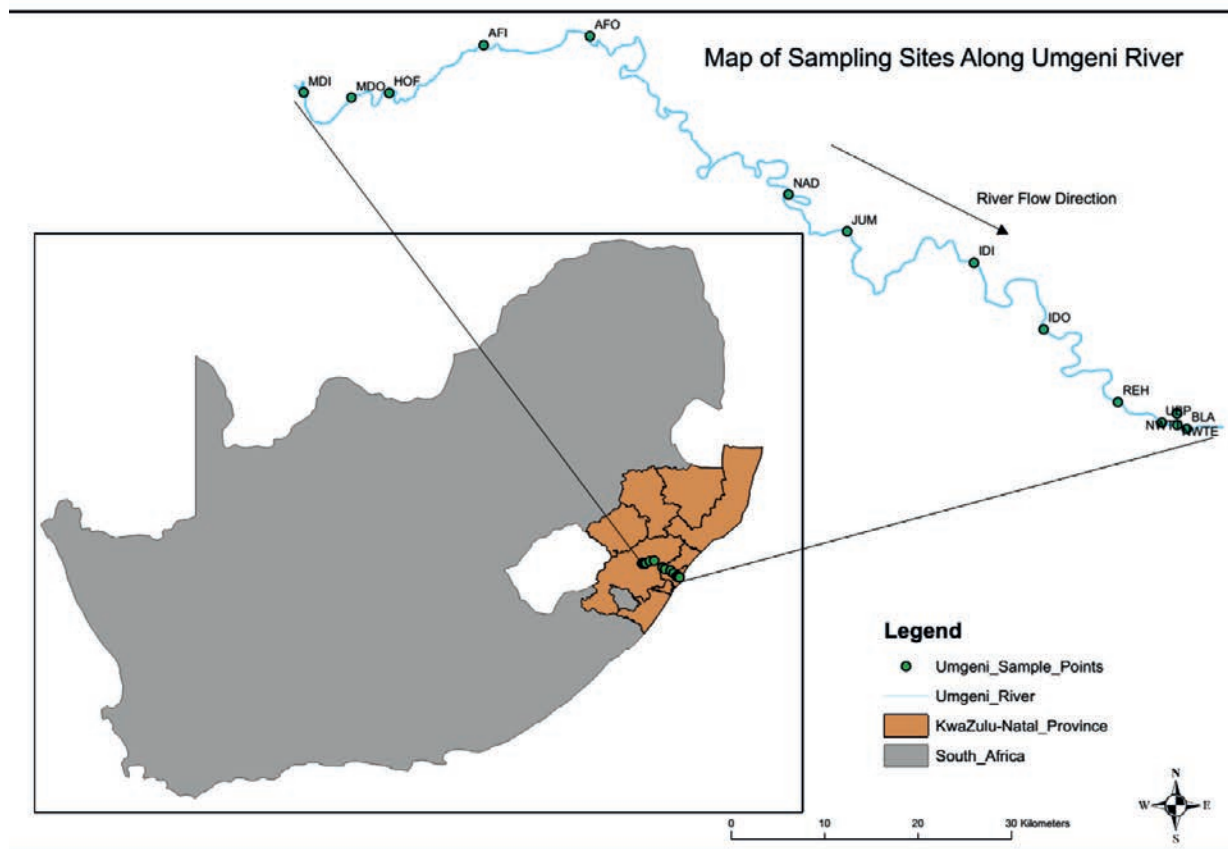 Map of Sampling Sites Along Umgeni River
MDI
MDO
HOF
AFI
AFO
NAD
JUM
River Flow Direction
IDI
IDO
REH
BLA
NWTE
Legend
Umgeni_Sample_Points
Umgeni_River
KwaZulu-Natal_Province
South_Africa
N
W
E
S
0
10
20
30 Kilometers